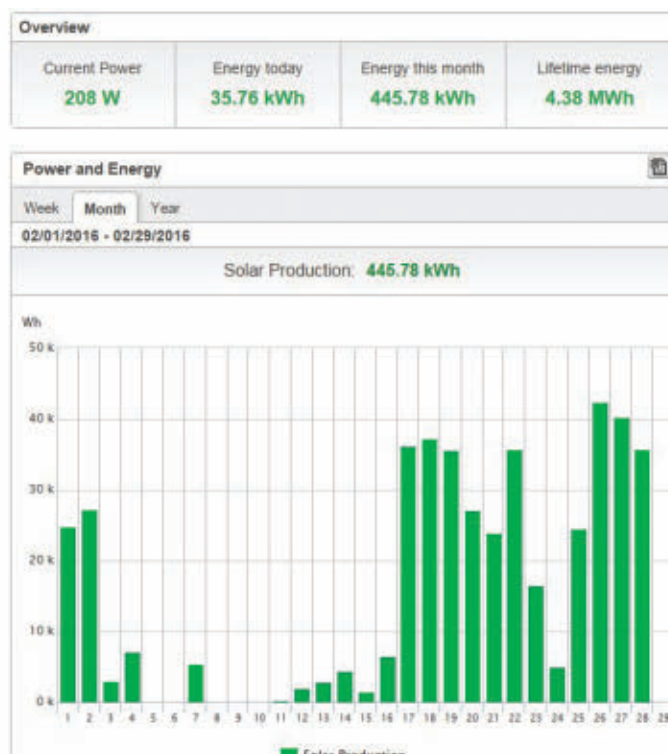 Overview
Current Power Energy today Energy this month Lifetime energy
208 W 35.76 kWh 445.78 kWh 4.38 MWh
Power and Energy
Week Month Year
02/01/2016 - 02/29/2016
Solar Production: 445.78 kWh
Wh
50 k
40 k
30 k
20 k
10 k
0 k
1 2 3 4 5 6 7 8 9 10 11 12 13 14 15 16 17 18 19 20 21 22 23 24 25 26 27 28 29
Solar Production